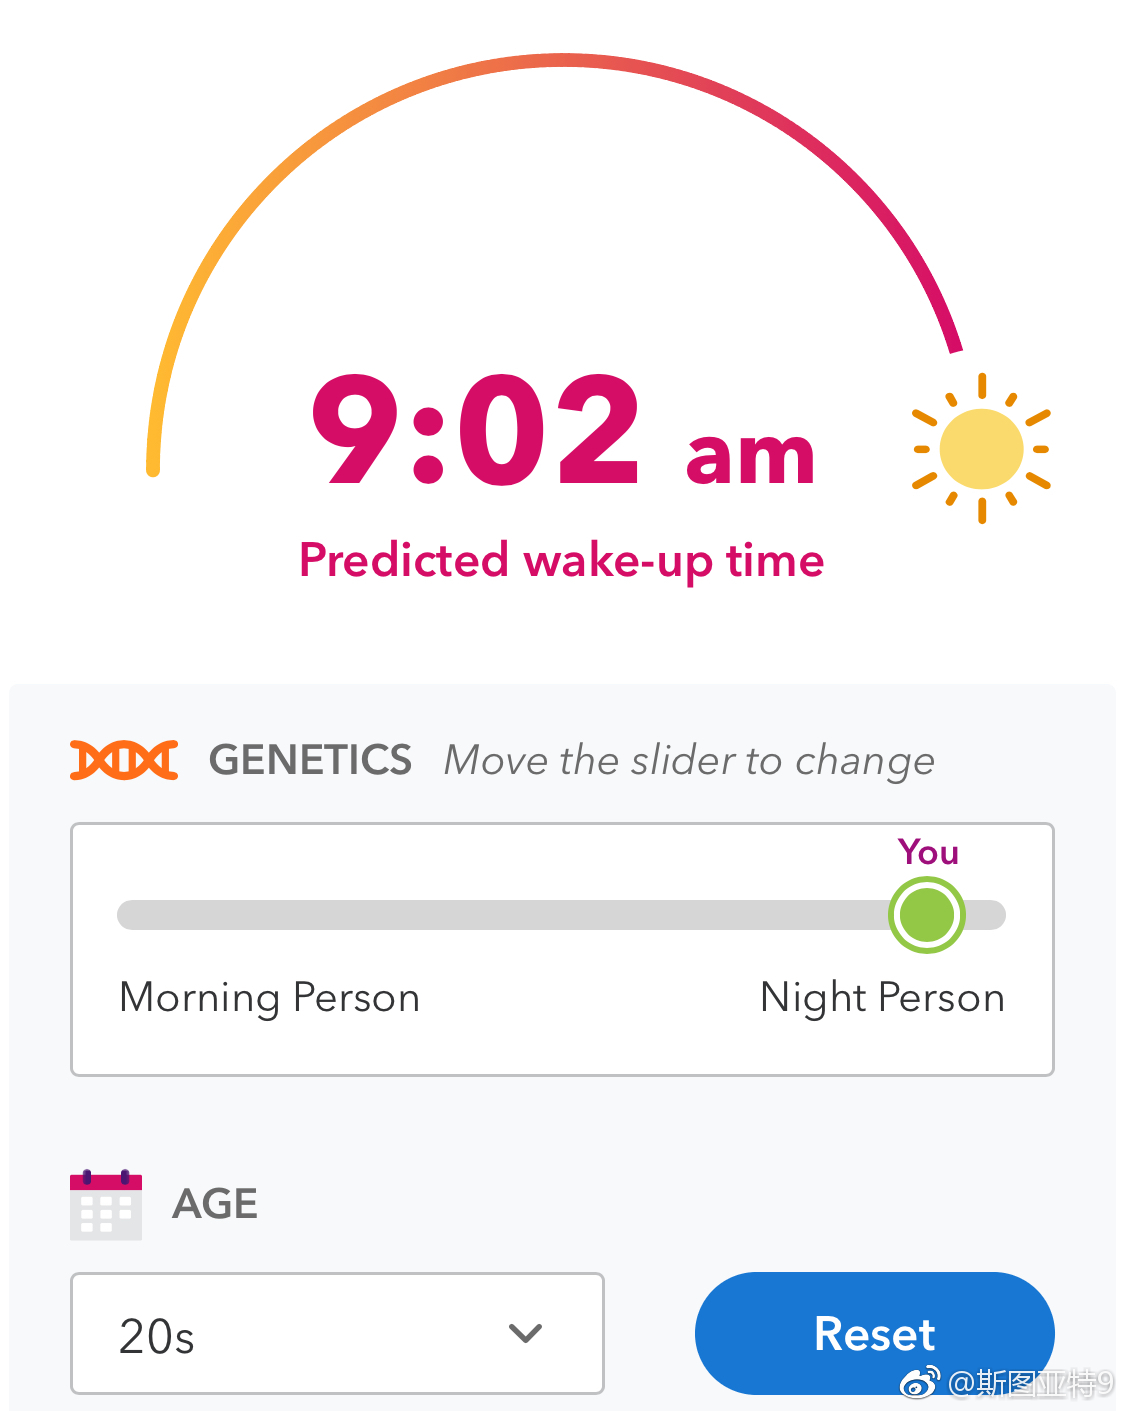 9:02 am
Predicted wake-up time
GENETICS Move the slider to change
You
Morning Person Night Person
AGE
20s Reset
@斯图亚特9